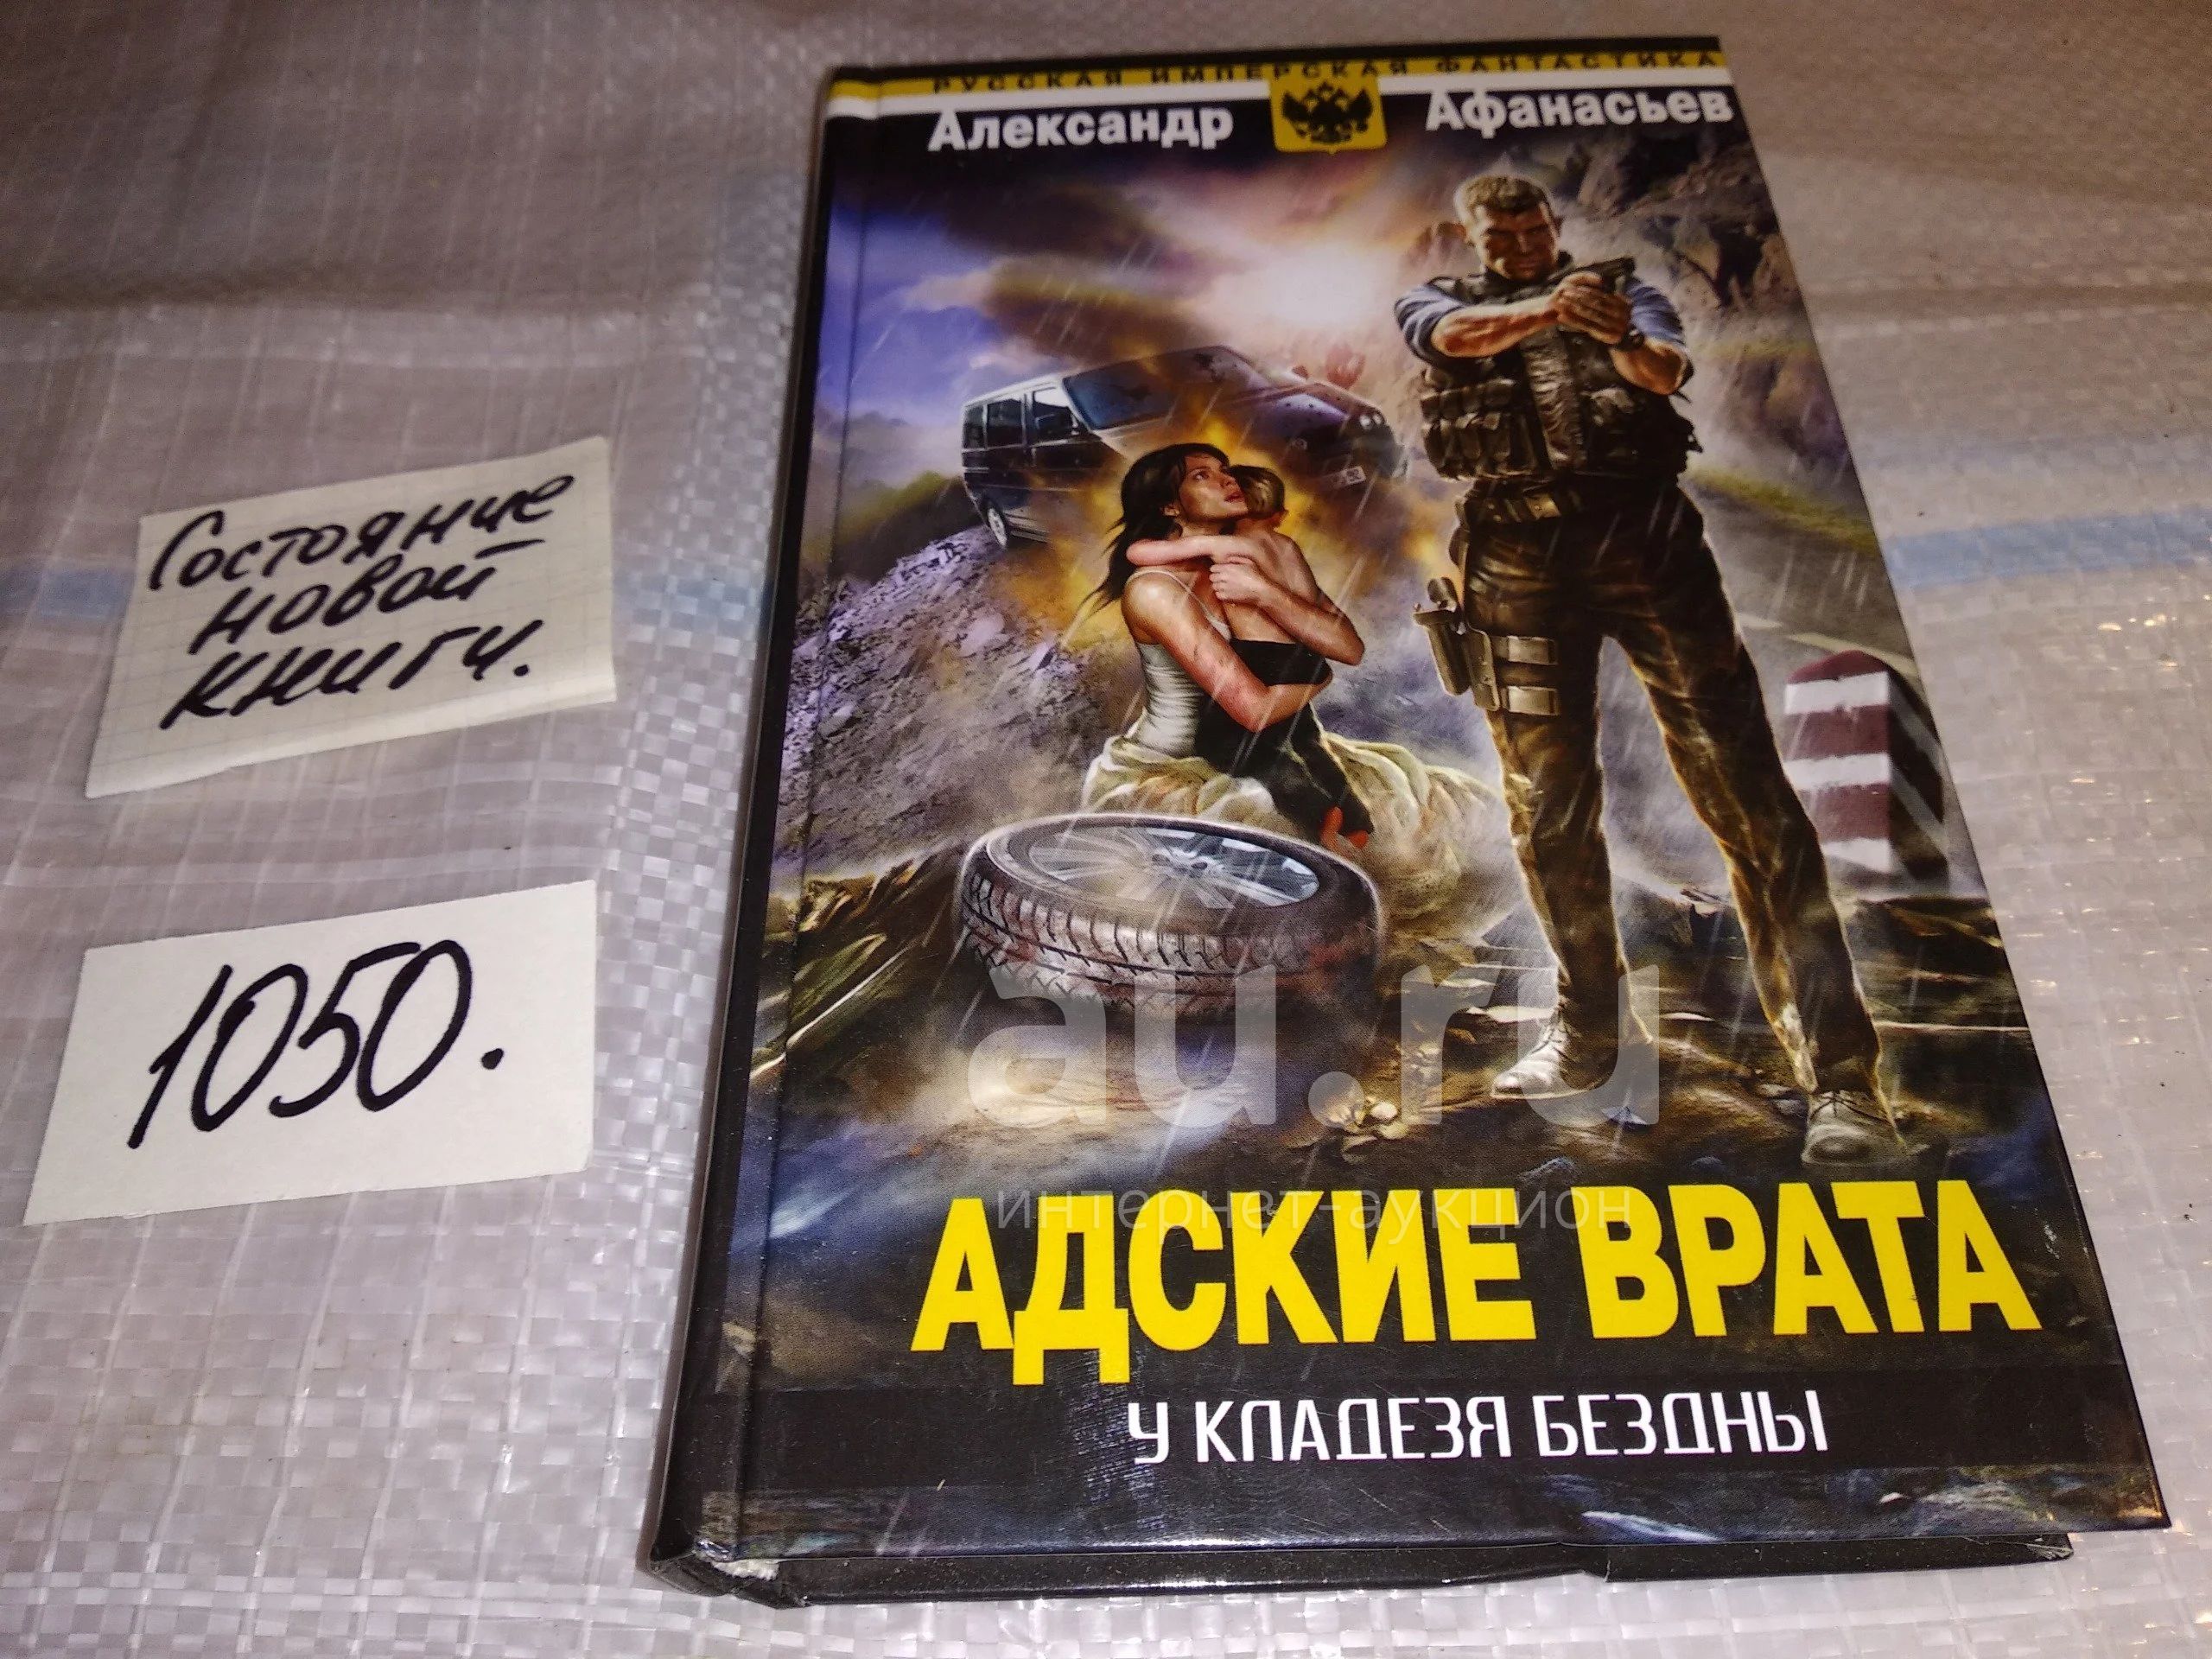 РУССКАЯ ИМПЕРСКАЯ ФАНТАСТИКА
Александр Афанасьев
Состояние
новой
книги.
1050.
au.ru
интернет-аукцион
АДСКИЕ ВРАТА
У КЛАДЕЗЯ БЕЗДНЫ